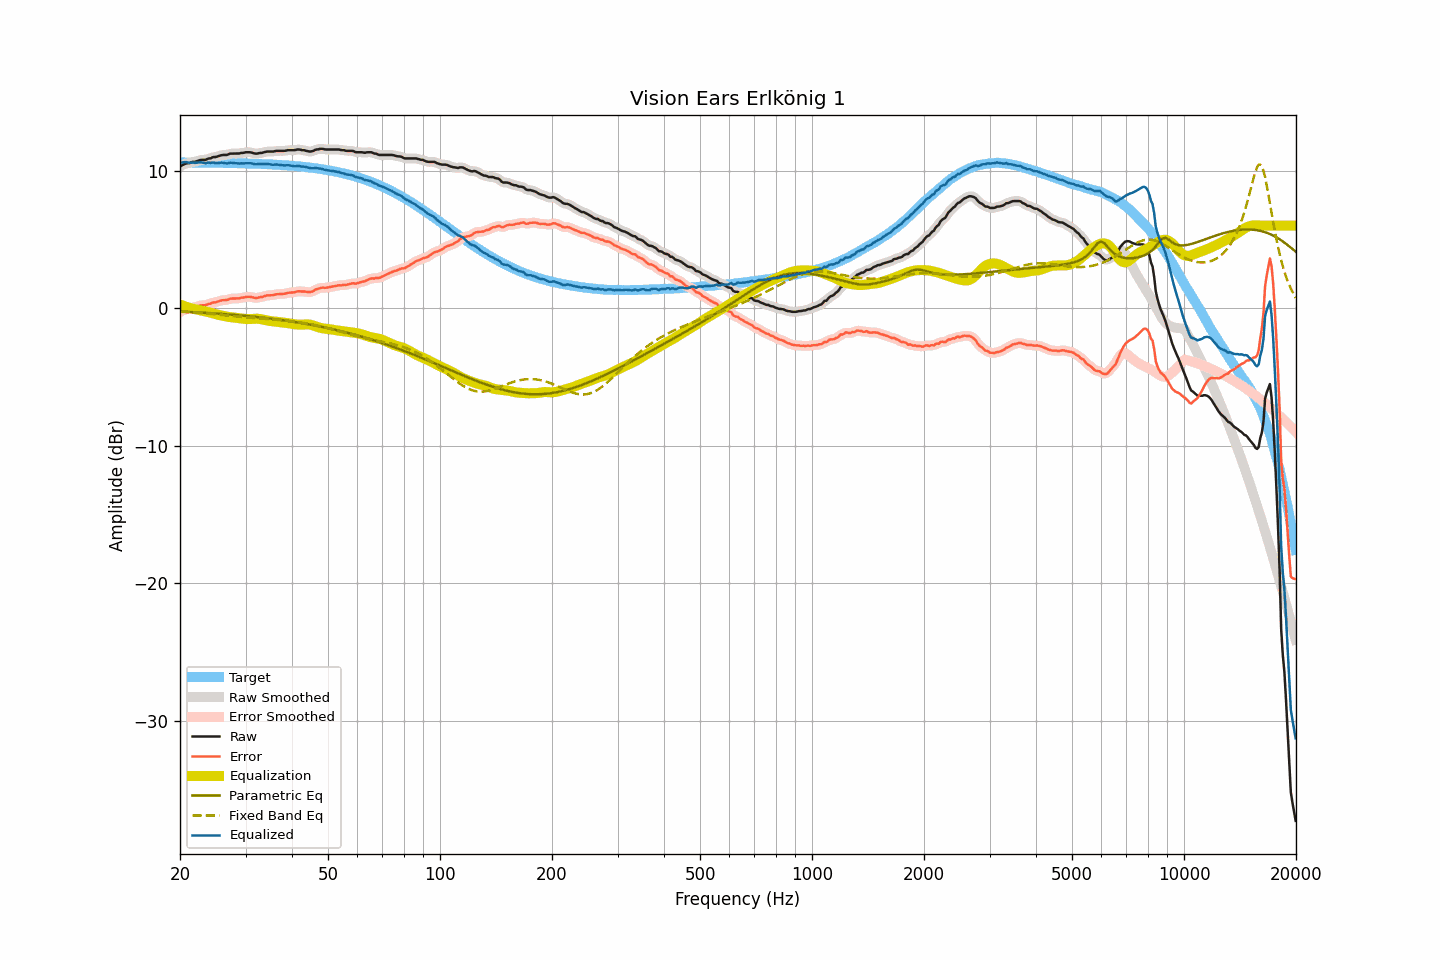 Vision Ears Erlkönig 1
Amplitude (dBr)
10
0
−10
−20
−30
Target
Raw Smoothed
Error Smoothed
Raw
Error
Equalization
Parametric Eq
Fixed Band Eq
Equalized
20 50 100 200 500 1000 2000 5000 10000 20000
Frequency (Hz)